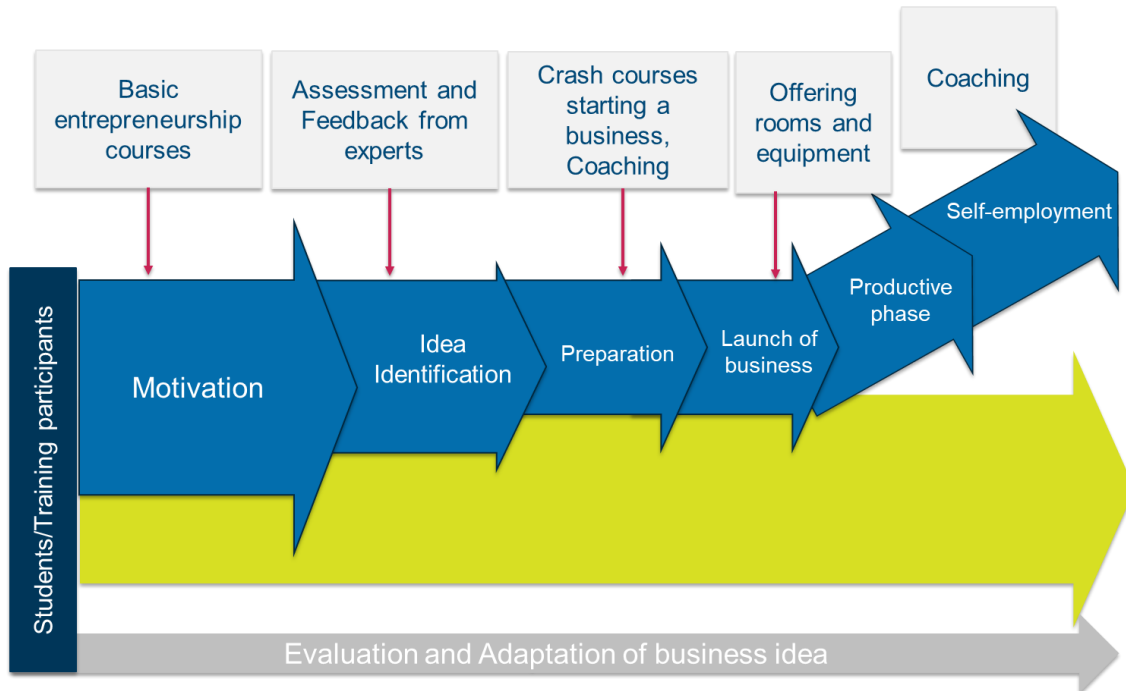 Basic
entrepreneurship
courses
Assessment and
Feedback from
experts
Crash courses
starting a
business,
Coaching
Offering
rooms and
equipment
Coaching
Students/Training participants
Motivation
Idea
Identification
Preparation
Launch of
business
Productive
phase
Self-employment
Evaluation and Adaptation of business idea